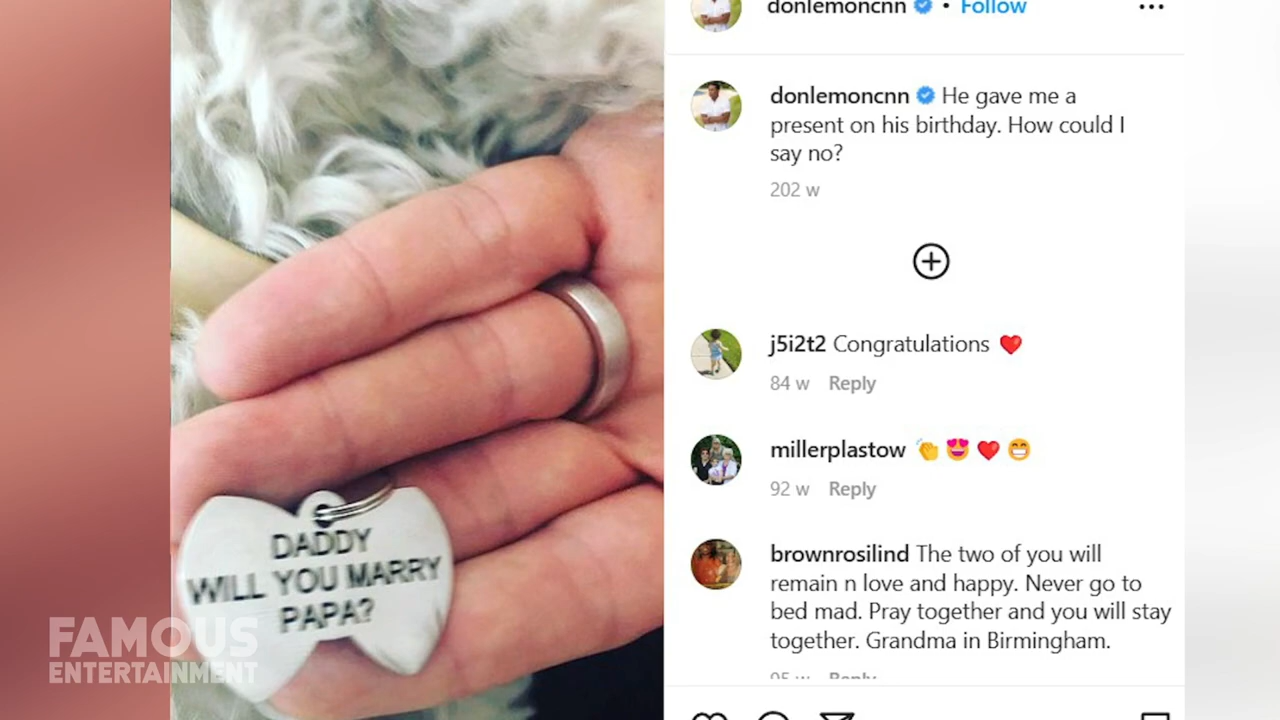 donlemoncnn • Follow
donlemoncnn He gave me a
present on his birthday. How could I
say no?
202 w
j5i2t2 Congratulations ❤️
84 w Reply
millerplastow 👏😍❤️😁
92 w Reply
brownrosilind The two of you will
remain n love and happy. Never go to
bed mad. Pray together and you will stay
together. Grandma in Birmingham.
95 w Reply
DADDY
WILL YOU MARRY
PAPA?
FAMOUS
ENTERTAINMENT